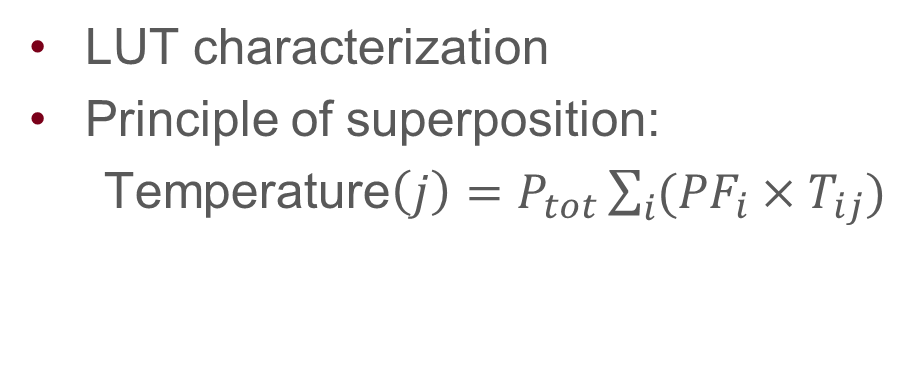 • LUT characterization
• Principle of superposition:
Temperature(j) = P_tot ∑_i(PF_i × T_ij)